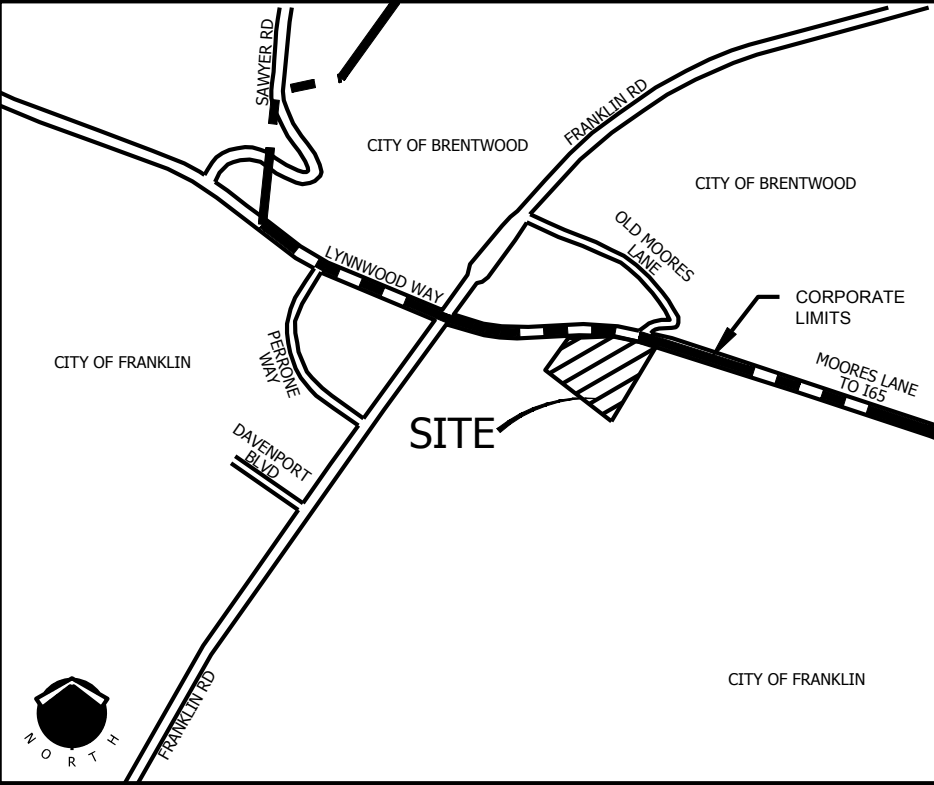 SAWYER RD
FRANKLIN RD
CITY OF BRENTWOOD
CITY OF BRENTWOOD
OLD MOORES
LANE
LYNNWOOD WAY
CORPORATE
LIMITS
CITY OF FRANKLIN
PERRONE
WAY
MOORES LANE
TO I65
SITE
DAVENPORT
BLVD
CITY OF FRANKLIN
FRANKLIN RD
NORTH